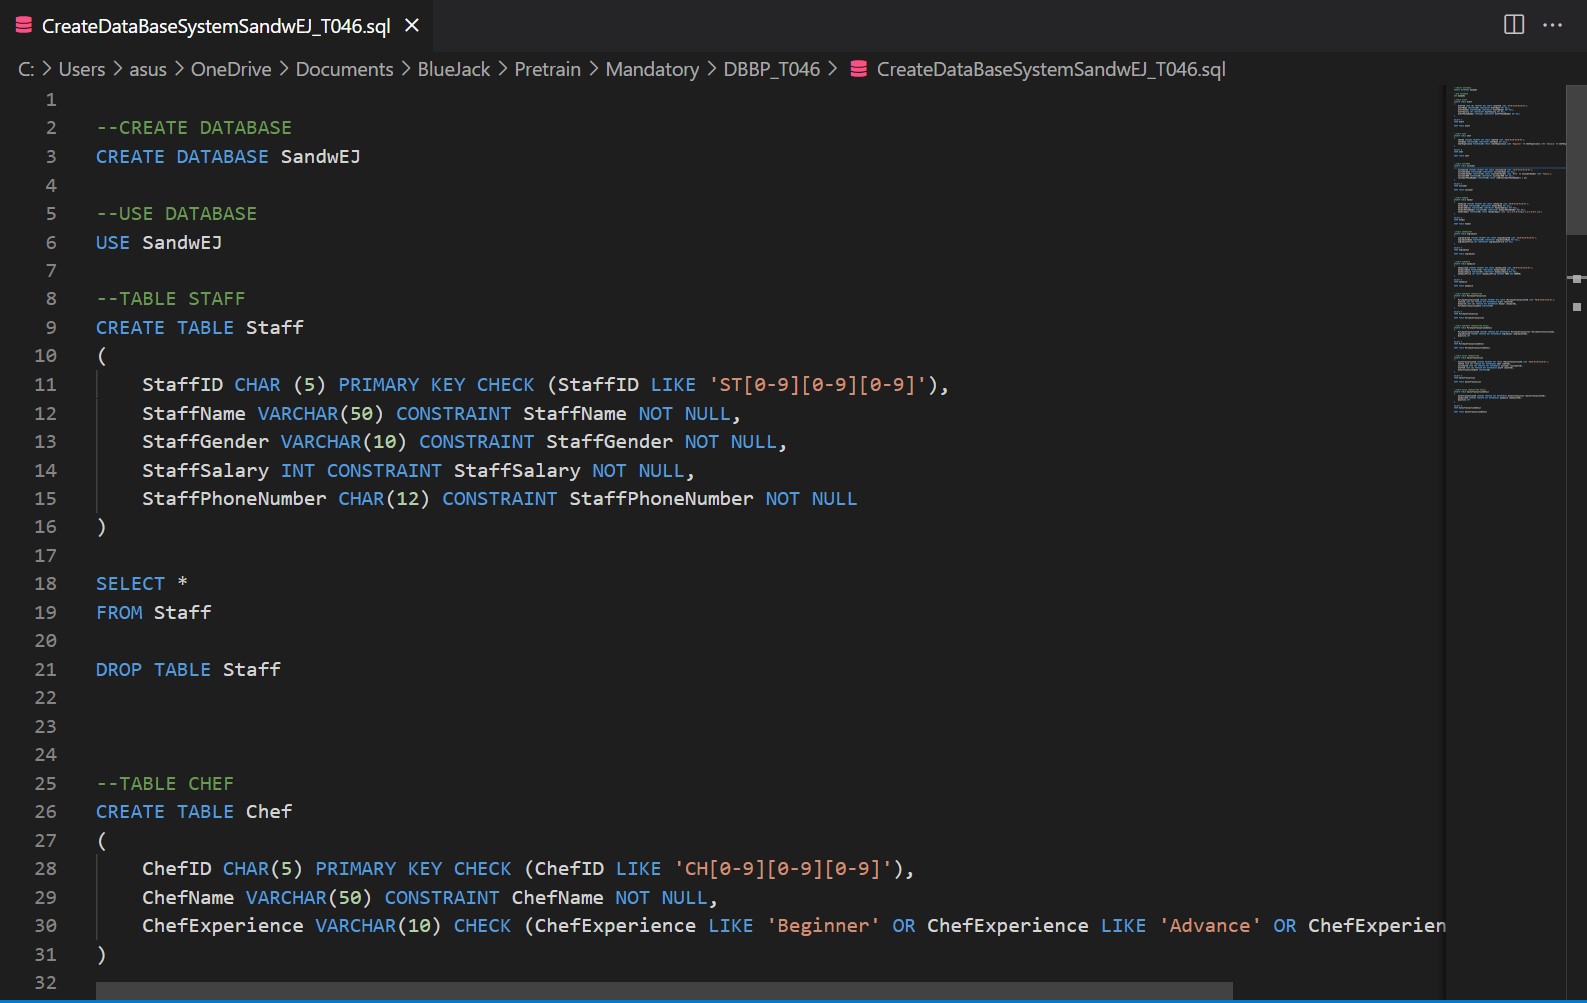 CreateDataBaseSystemSandwEJ_T046.sql
C: > Users > asus > OneDrive > Documents > BlueJack > Pretrain > Mandatory > DBBP_T046 > CreateDataBaseSystemSandwEJ_T046.sql
1
2 --CREATE DATABASE
3 CREATE DATABASE SandwEJ
4
5 --USE DATABASE
6 USE SandwEJ
7
8 --TABLE STAFF
9 CREATE TABLE Staff
10 (
11 StaffID CHAR (5) PRIMARY KEY CHECK (StaffID LIKE 'ST[0-9][0-9][0-9]'),
12 StaffName VARCHAR(50) CONSTRAINT StaffName NOT NULL,
13 StaffGender VARCHAR(10) CONSTRAINT StaffGender NOT NULL,
14 StaffSalary INT CONSTRAINT StaffSalary NOT NULL,
15 StaffPhoneNumber CHAR(12) CONSTRAINT StaffPhoneNumber NOT NULL
16 )
17
18 SELECT *
19 FROM Staff
20
21 DROP TABLE Staff
22
23
24
25 --TABLE CHEF
26 CREATE TABLE Chef
27 (
28 ChefID CHAR(5) PRIMARY KEY CHECK (ChefID LIKE 'CH[0-9][0-9][0-9]'),
29 ChefName VARCHAR(50) CONSTRAINT ChefName NOT NULL,
30 ChefExperience VARCHAR(10) CHECK (ChefExperience LIKE 'Beginner' OR ChefExperience LIKE 'Advance' OR ChefExperien
31 )
32